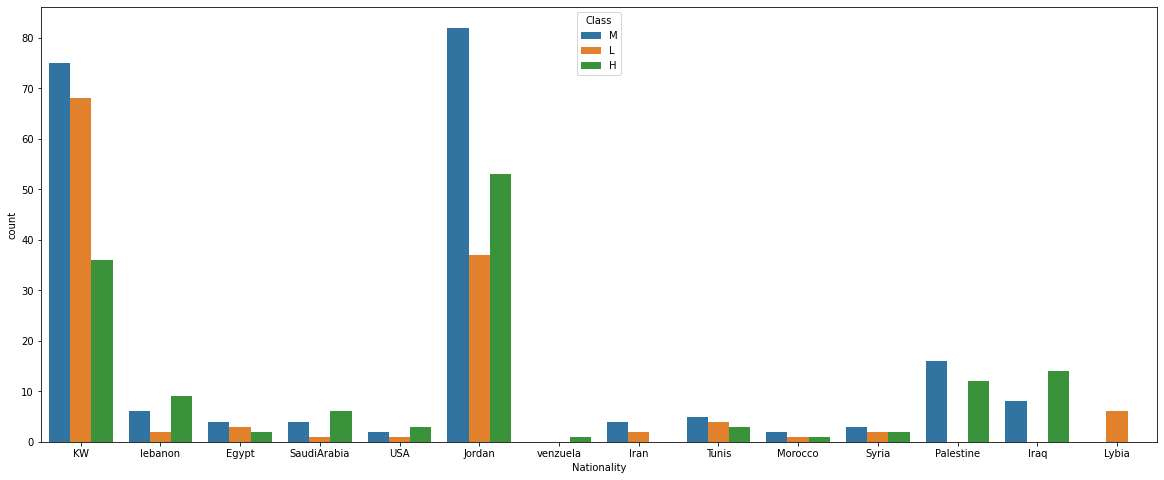 Class
M
L
H
80
70
60
50
40
30
20
10
0
count
KW lebanon Egypt SaudiArabia USA Jordan venzuela Iran Tunis Morocco Syria Palestine Iraq Lybia
Nationality